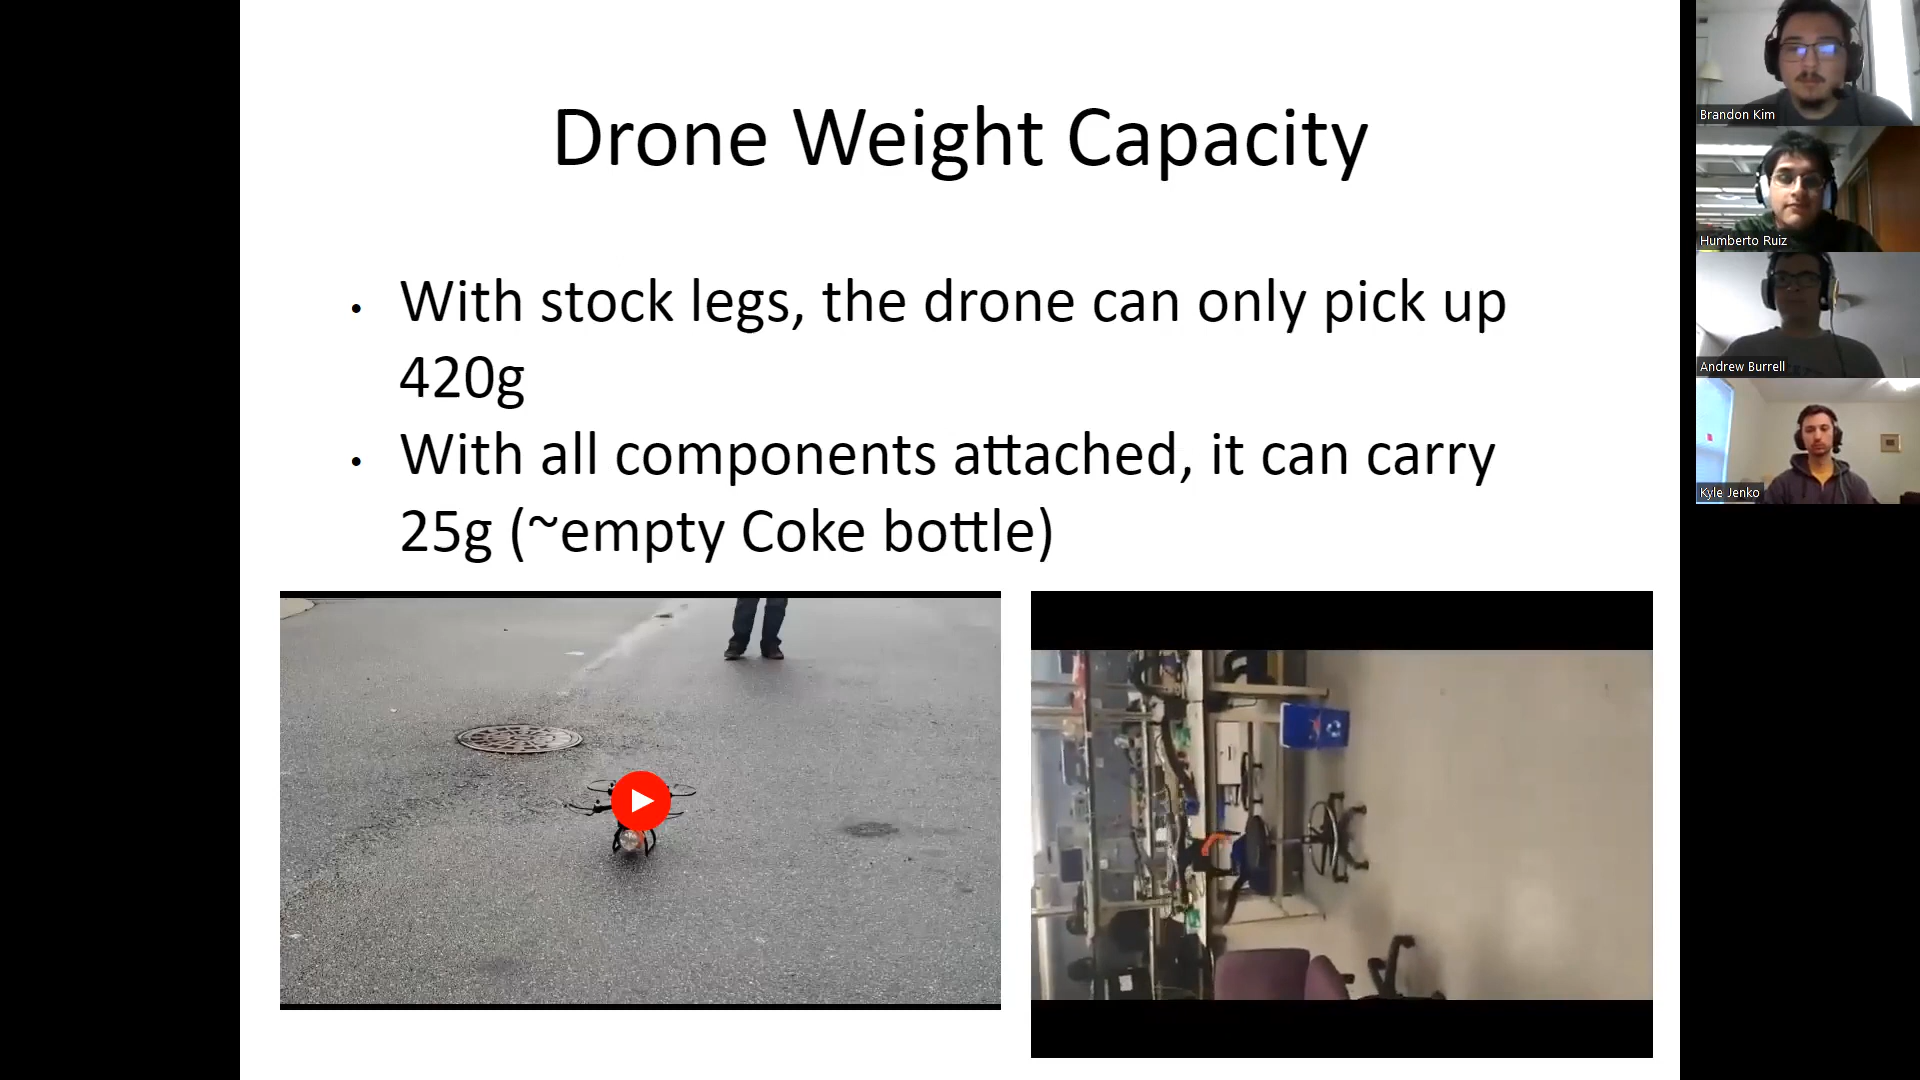 Drone Weight Capacity
• With stock legs, the drone can only pick up
420g
• With all components attached, it can carry
25g (~empty Coke bottle)
Brandon Kim
Humberto Ruiz
Andrew Burrell
Kyle Jenko